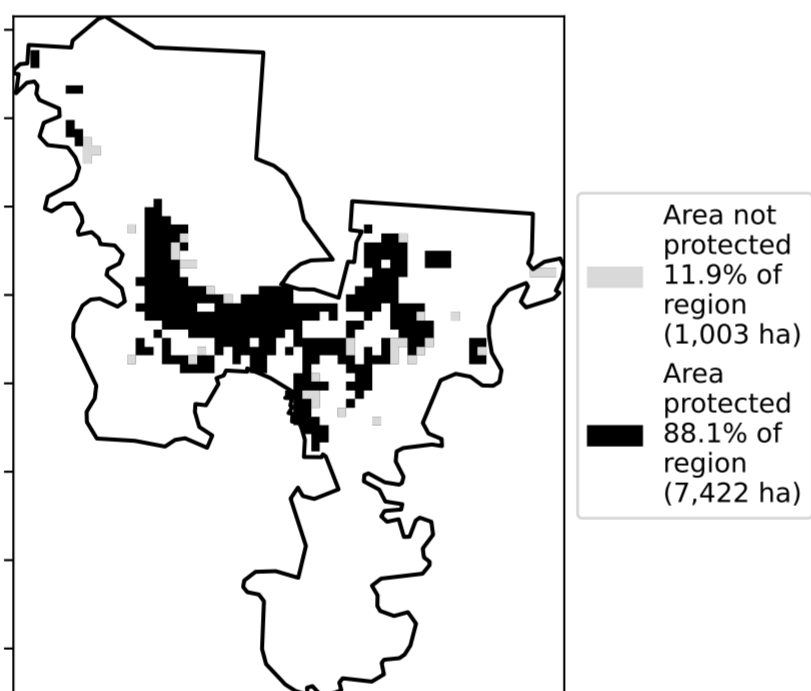 Area not
protected
11.9% of
region
(1,003 ha)
Area
protected
88.1% of
region
(7,422 ha)